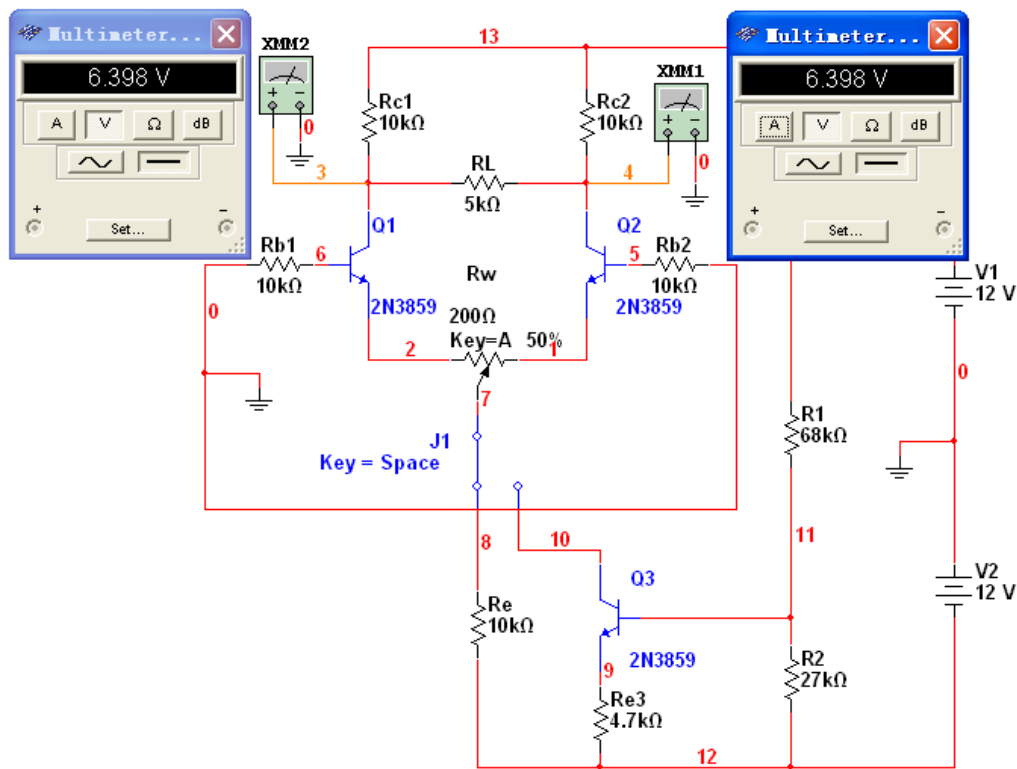 Multimeter...
6.398 V
A
V
Ω
dB
+
-
Set...
XMM2
+ -
0
13
Rc1
10kΩ
Rc2
10kΩ
XMM1
+ -
0
Multimeter...
6.398 V
A
V
Ω
dB
+
-
Set...
3
RL
5kΩ
4
Q1
Q2
Rb1
10kΩ
6
5
Rb2
10kΩ
2N3859
2N3859
Rw
200Ω
Key=A 50%
2
1
0
7
J1
Key = Space
V1
12 V
0
R1
68kΩ
8
10
11
Q3
V2
12 V
Re
10kΩ
2N3859
9
Re3
4.7kΩ
R2
27kΩ
12